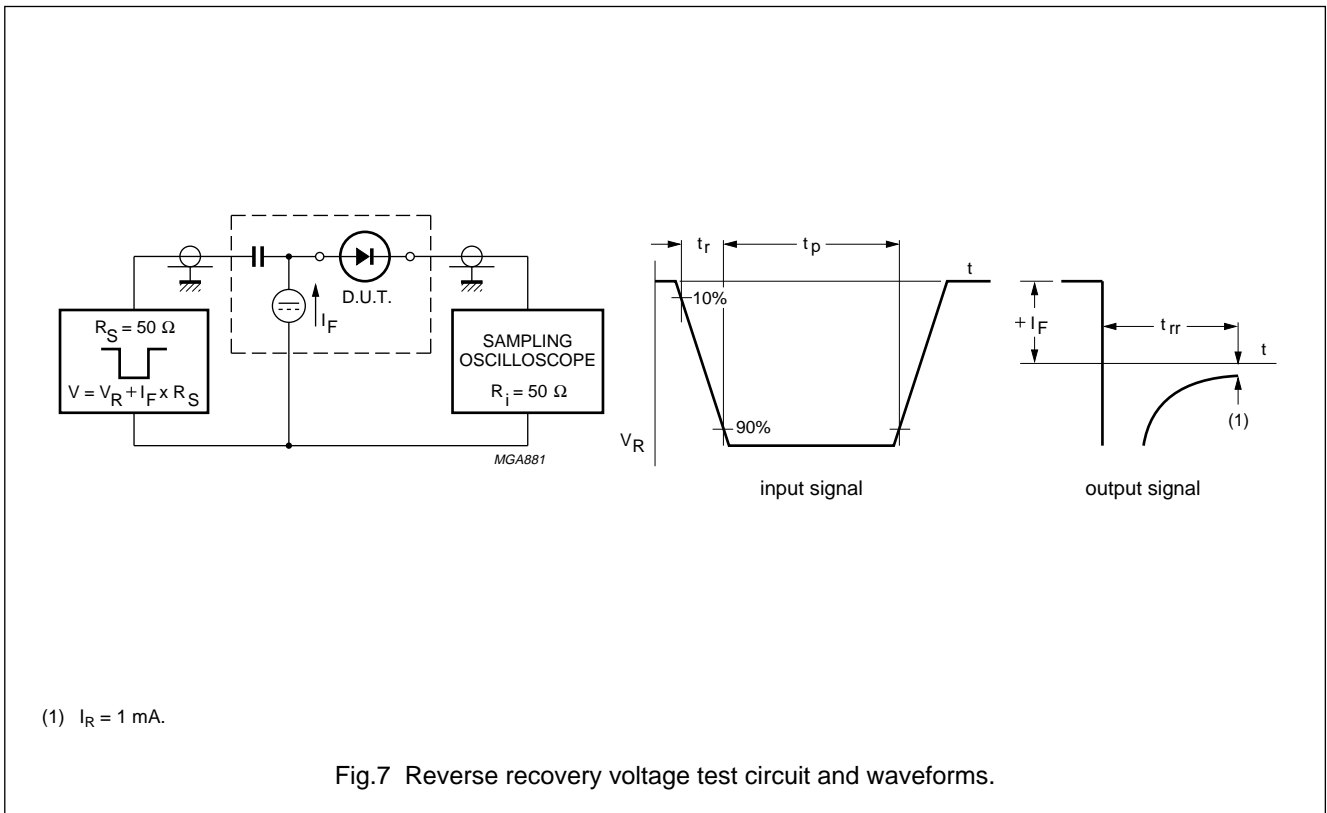 R_S = 50 Ω
V = V_R + I_F x R_S
I_F
D.U.T.
SAMPLING
OSCILLOSCOPE
R_i = 50 Ω
MGA881
t_r
t_p
t
10%
90%
V_R
input signal
+ I_F
t_rr
t
(1)
output signal
(1) I_R = 1 mA.
Fig.7 Reverse recovery voltage test circuit and waveforms.